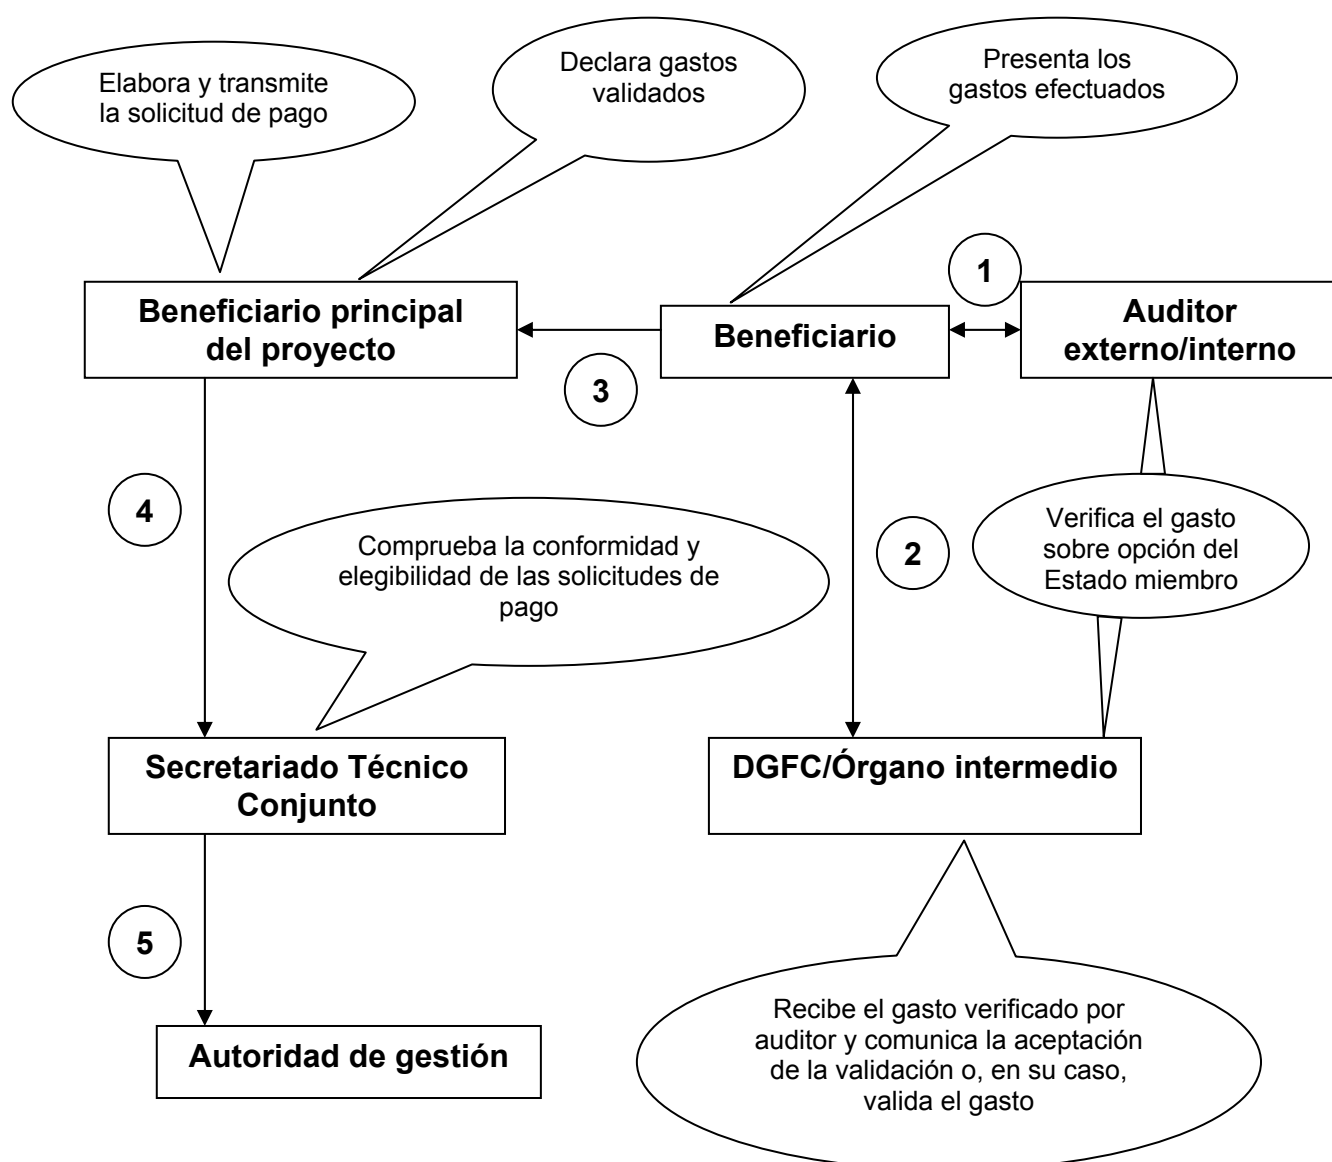 Elabora y transmite
la solicitud de pago
Declara gastos
validados
Presenta los
gastos efectuados
1
Beneficiario principal
del proyecto
Beneficiario
Auditor
externo/interno
3
4
2
Comprueba la conformidad y
elegibilidad de las solicitudes de
pago
Verifica el gasto
sobre opción del
Estado miembro
Secretariado Técnico
Conjunto
DGFC/Órgano intermedio
5
Autoridad de gestión
Recibe el gasto verificado por
auditor y comunica la aceptación
de la validación o, en su caso,
valida el gasto